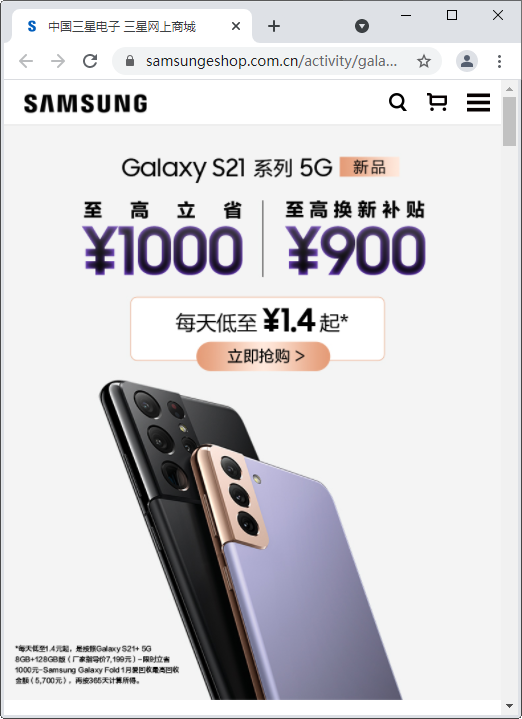 中国三星电子 三星网上商城
samsungeshop.com.cn/activity/gala...
SAMSUNG
Galaxy S21 系列 5G 新品
至高立省 至高换新补贴
¥1000 ¥900
每天低至 ¥1.4 起*
立即抢购 >
*每天低至1.4元起，是按照Galaxy S21+ 5G
8GB+128GB版（厂家指导价7,199元）-限时立省
1000元-Samsung Galaxy Fold 1月爱回收最高回收
金额（5,700元），再按365天计算所得。